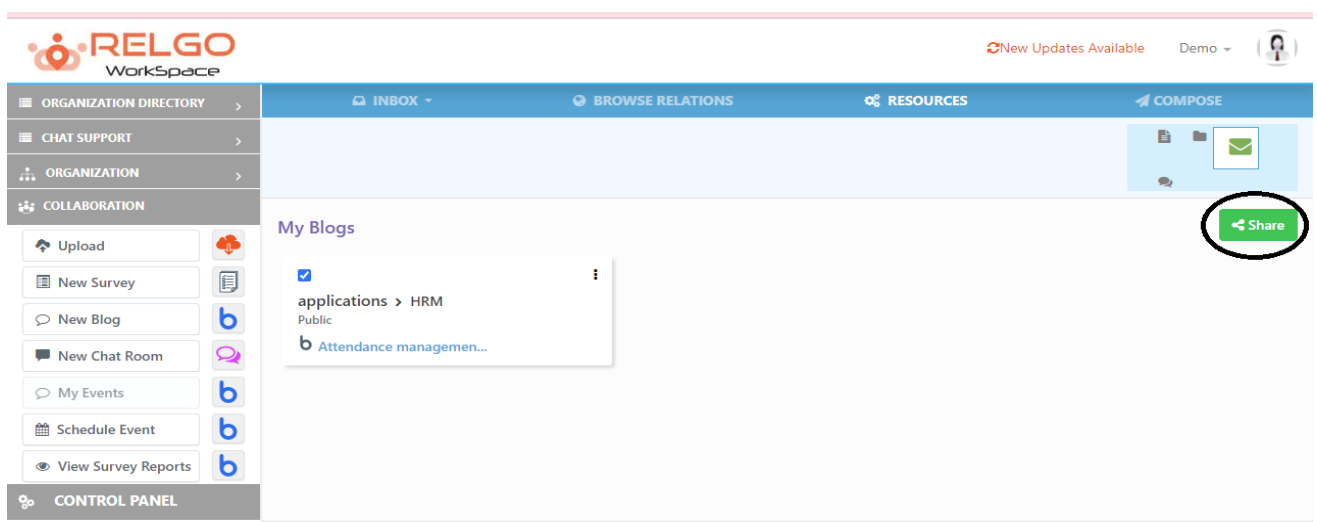 RELGO
WorkSpace
New Updates Available
Demo
ORGANIZATION DIRECTORY
INBOX
BROWSE RELATIONS
RESOURCES
COMPOSE
CHAT SUPPORT
ORGANIZATION
COLLABORATION
Upload
New Survey
New Blog
New Chat Room
My Events
Schedule Event
View Survey Reports
CONTROL PANEL
My Blogs
Share
applications > HRM
Public
Attendance managemen...